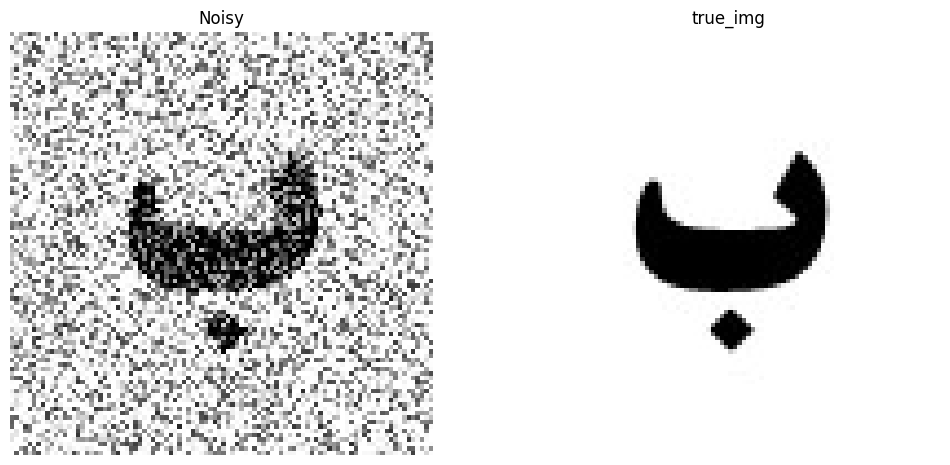 Noisy true_img
ب ب